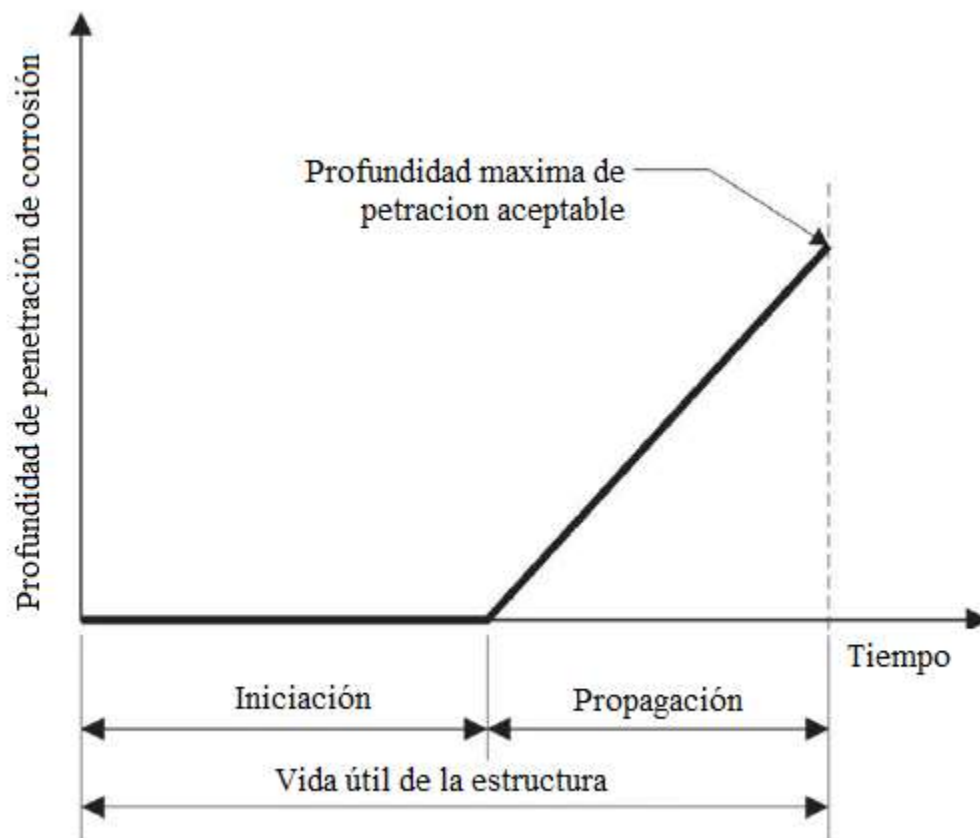 Profundidad de penetración de corrosión
Profundidad maxima de
petracion aceptable
Tiempo
Iniciación
Propagación
Vida útil de la estructura